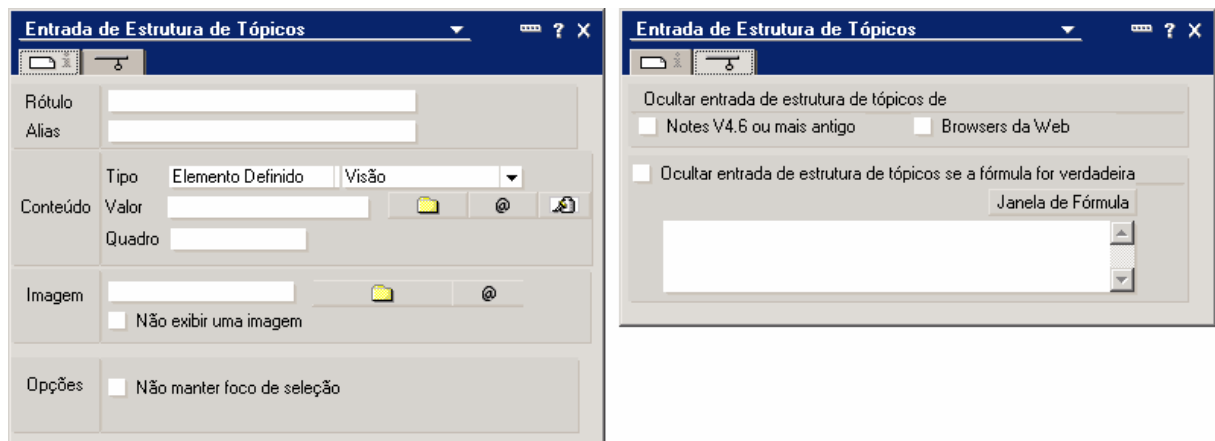 Entrada de Estrutura de Tópicos
Rótulo
Alias
Tipo Elemento Definido Visão
Conteúdo Valor @
Quadro
Imagem @
Não exibir uma imagem
Opções Não manter foco de seleção
Entrada de Estrutura de Tópicos
Ocultar entrada de estrutura de tópicos de
Notes V4.6 ou mais antigo Browsers da Web
Ocultar entrada de estrutura de tópicos se a fórmula for verdadeira
Janela de Fórmula